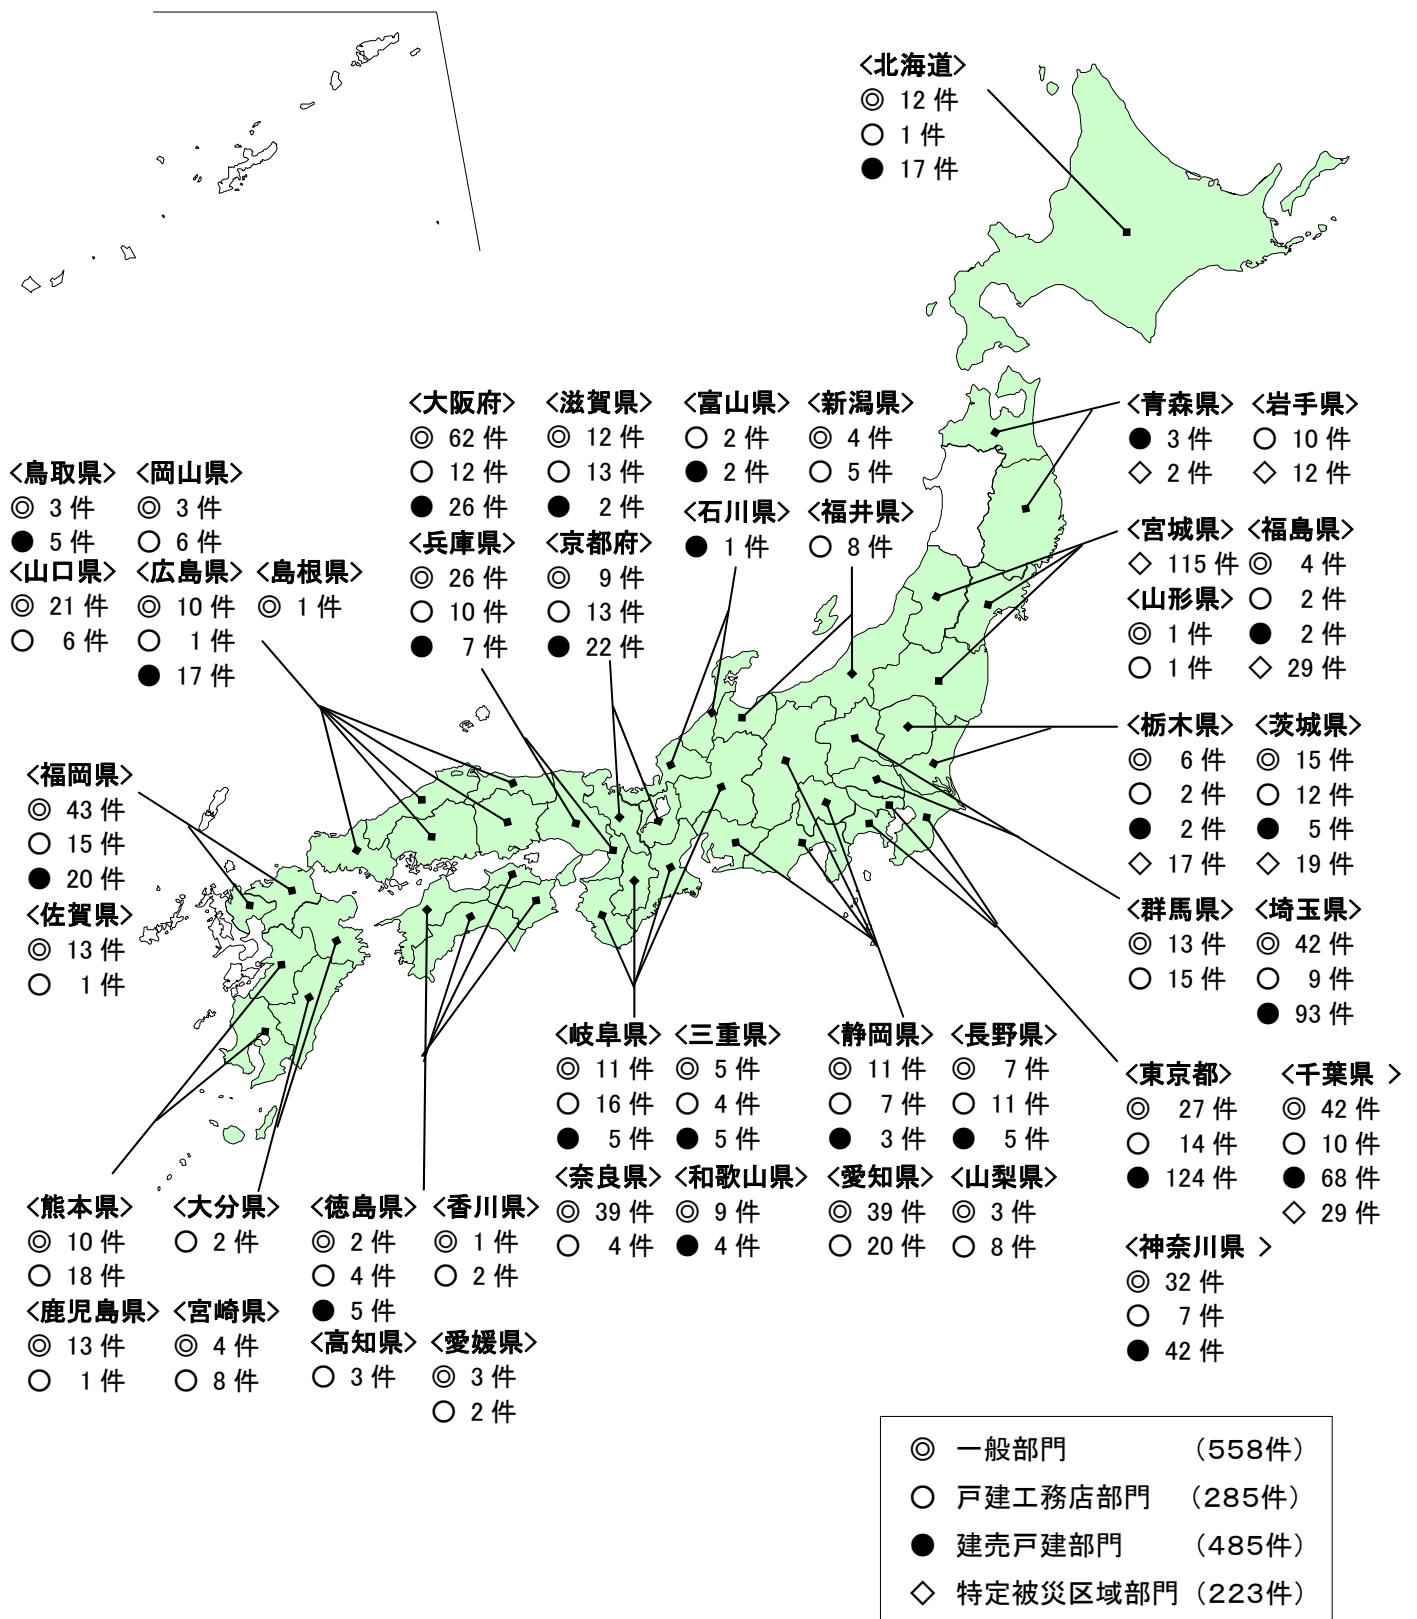 <北海道>
◎ 12 件
○ 1 件
● 17 件
<大阪府>
◎ 62 件
○ 12 件
● 26 件
<滋賀県>
◎ 12 件
○ 13 件
● 2 件
<富山県>
○ 2 件
● 2 件
<新潟県>
◎ 4 件
○ 5 件
<青森県>
● 3 件
◇ 2 件
<岩手県>
○ 10 件
◇ 12 件
<鳥取県>
◎ 3 件
● 5 件
<岡山県>
◎ 3 件
○ 6 件
<兵庫県>
◎ 26 件
○ 10 件
● 7 件
<京都府>
◎ 9 件
○ 13 件
● 22 件
<石川県>
● 1 件
<福井県>
○ 8 件
<宮城県>
◇ 115 件
<福島県>
◎ 4 件
○ 2 件
● 2 件
◇ 29 件
<山形県>
◎ 1 件
○ 1 件
<山口県>
◎ 21 件
○ 6 件
<広島県>
◎ 10 件
○ 1 件
● 17 件
<島根県>
◎ 1 件
<栃木県>
◎ 6 件
○ 2 件
● 2 件
◇ 17 件
<茨城県>
◎ 15 件
○ 12 件
● 5 件
◇ 19 件
<福岡県>
◎ 43 件
○ 15 件
● 20 件
<佐賀県>
◎ 13 件
○ 1 件
<群馬県>
◎ 13 件
○ 15 件
<埼玉県>
◎ 42 件
○ 9 件
● 93 件
<岐阜県>
◎ 11 件
○ 16 件
● 5 件
<三重県>
◎ 5 件
○ 4 件
● 5 件
<静岡県>
◎ 11 件
○ 7 件
● 3 件
<長野県>
◎ 7 件
○ 11 件
● 5 件
<東京都>
◎ 27 件
○ 14 件
● 124 件
<千葉県 >
◎ 42 件
○ 10 件
● 68 件
◇ 29 件
<奈良県>
◎ 39 件
○ 4 件
<和歌山県>
◎ 9 件
● 4 件
<愛知県>
◎ 39 件
○ 20 件
<山梨県>
◎ 3 件
○ 8 件
<神奈川県 >
◎ 32 件
○ 7 件
● 42 件
<熊本県>
◎ 10 件
○ 18 件
<大分県>
○ 2 件
<徳島県>
◎ 2 件
○ 4 件
● 5 件
<香川県>
◎ 1 件
○ 2 件
<鹿児島県>
◎ 13 件
○ 1 件
<宮崎県>
◎ 4 件
○ 8 件
<高知県>
○ 3 件
<愛媛県>
◎ 3 件
○ 2 件
◎ 一般部門 （558件）
○ 戸建工務店部門 （285件）
● 建売戸建部門 （485件）
◇ 特定被災区域部門（223件）